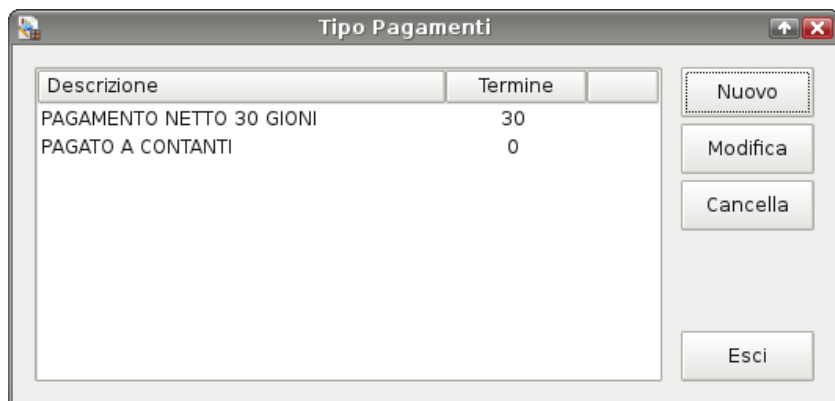 Tipo Pagamenti
Descrizione Termine
PAGAMENTO NETTO 30 GIONI 30
PAGATO A CONTANTI 0
Nuovo
Modifica
Cancella
Esci